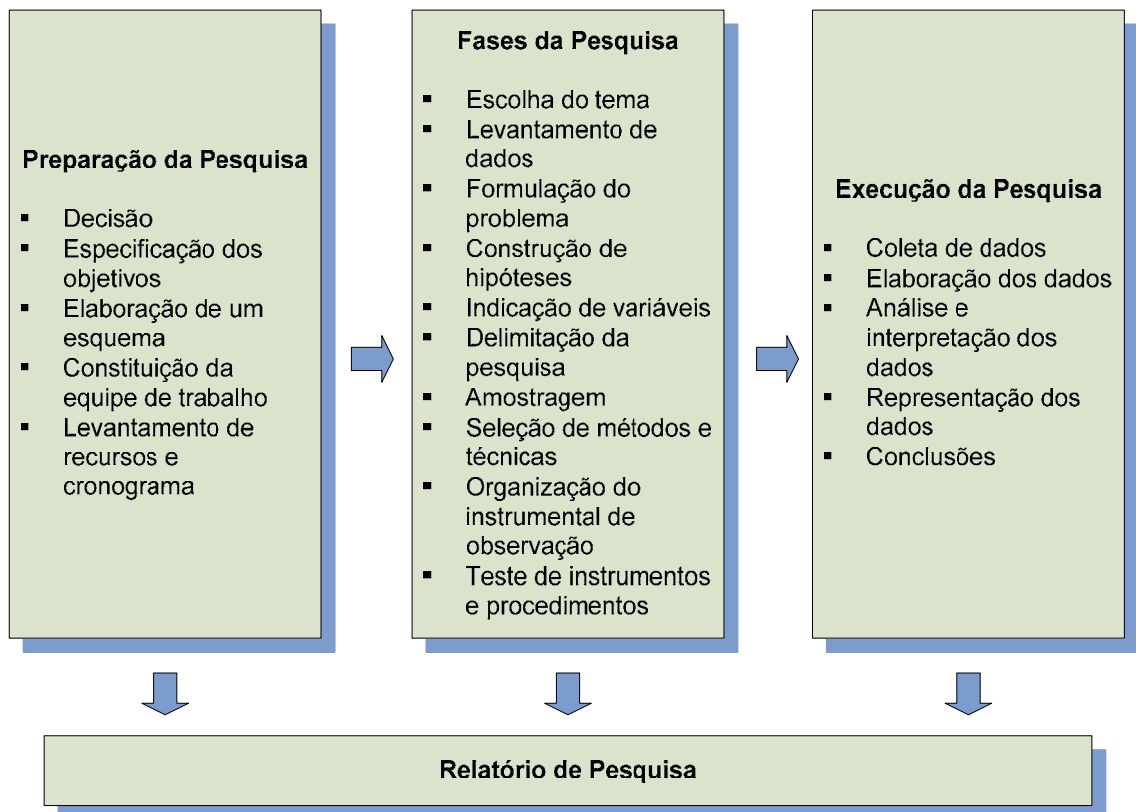 Preparação da Pesquisa
▪ Decisão
▪ Especificação dos
objetivos
▪ Elaboração de um
esquema
▪ Constituição da
equipe de trabalho
▪ Levantamento de
recursos e
cronograma
Fases da Pesquisa
▪ Escolha do tema
▪ Levantamento de
dados
▪ Formulação do
problema
▪ Construção de
hipóteses
▪ Indicação de variáveis
▪ Delimitação da
pesquisa
▪ Amostragem
▪ Seleção de métodos e
técnicas
▪ Organização do
instrumental de
observação
▪ Teste de instrumentos
e procedimentos
Execução da Pesquisa
▪ Coleta de dados
▪ Elaboração dos dados
▪ Análise e
interpretação dos
dados
▪ Representação dos
dados
▪ Conclusões
Relatório de Pesquisa